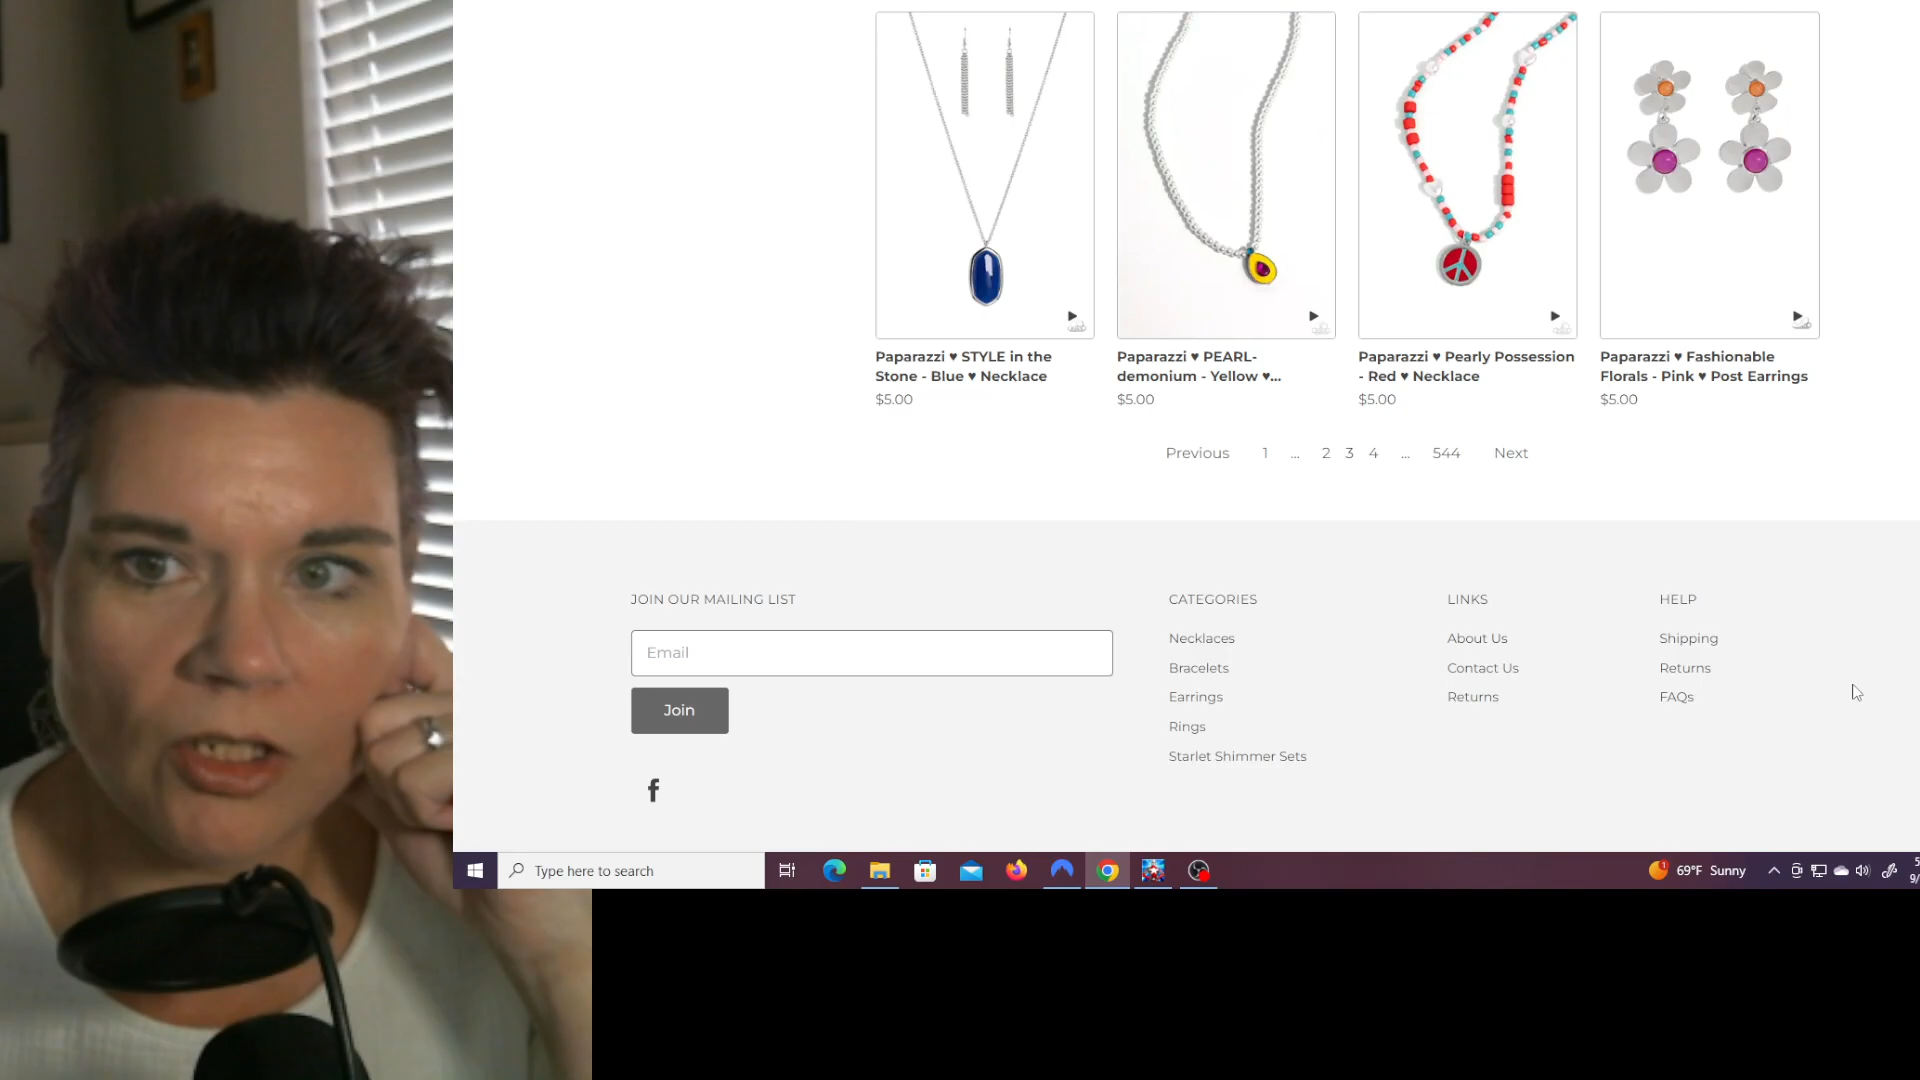 Paparazzi ♥ STYLE in the
Stone - Blue ♥ Necklace
$5.00
Paparazzi ♥ PEARL-
demonium - Yellow ♥...
$5.00
Paparazzi ♥ Pearly Possession
- Red ♥ Necklace
$5.00
Paparazzi ♥ Fashionable
Florals - Pink ♥ Post Earrings
$5.00
Previous 1 ... 2 3 4 ... 544 Next
JOIN OUR MAILING LIST
Email
Join
CATEGORIES
Necklaces
Bracelets
Earrings
Rings
Starlet Shimmer Sets
LINKS
About Us
Contact Us
Returns
HELP
Shipping
Returns
FAQs
Type here to search
1
69°F Sunny
5
9/